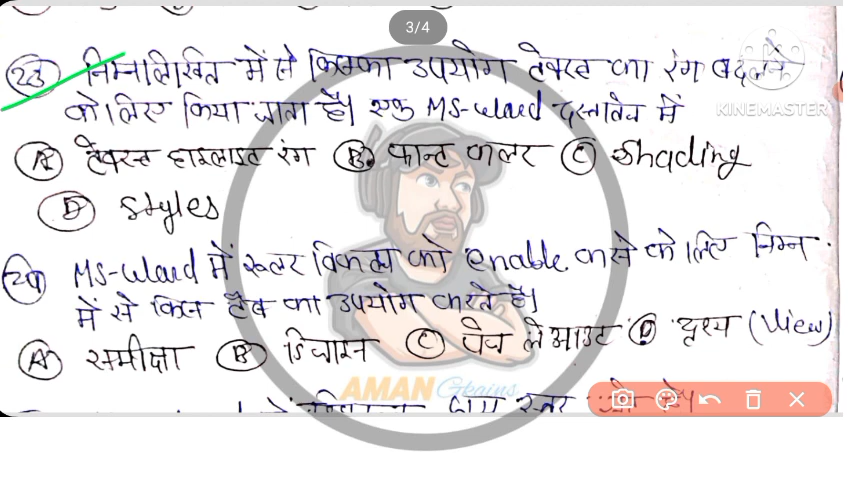 3/4
23) निम्नलिखित में से किसका उपयोग टेक्स्ट का रंग बदलने
के लिए किया जाता है। एक MS-Word दस्तावेज में
KINEMASTER
(A) टेक्स्ट हाइलाइट रंग (B) फान्ट कलर (C) Shading
(D) Styles
MS-Word में रूलर विकल्प को enable करने के लिए निम्न
में से किस टैब का उपयोग करते है।
(A) समीक्षा (B) डिजाइन (C) पेज लेआउट (D) दृश्य (View)
AMAN Grains